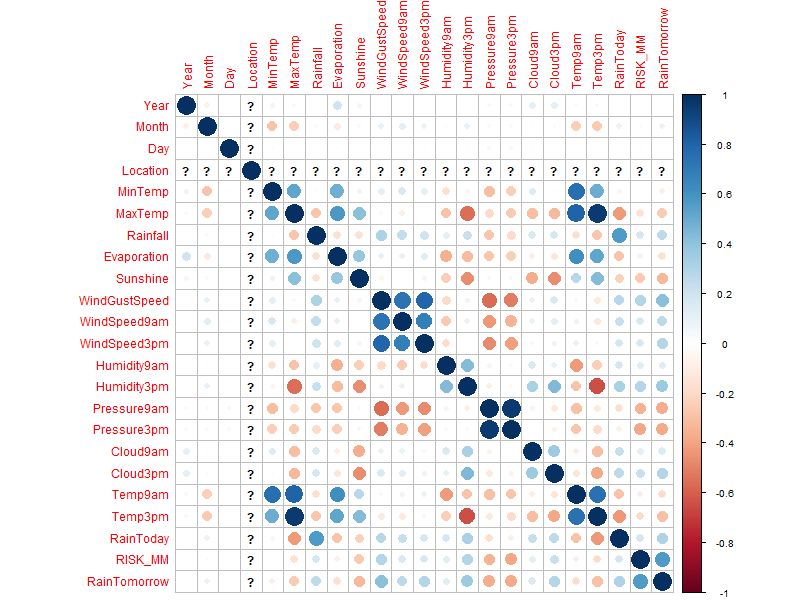 Year Month Day Location MinTemp MaxTemp Rainfall Evaporation Sunshine WindGustSpeed WindSpeed9am WindSpeed3pm Humidity9am Humidity3pm Pressure9am Pressure3pm Cloud9am Cloud3pm Temp9am Temp3pm RainToday RISK_MM RainTomorrow
1
Year ?
Month ?
0.8
Day ?
Location ? ? ? ? ? ? ? ? ? ? ? ? ? ? ? ? ? ? ? ? ? ?
MinTemp ?
0.6
MaxTemp ?
Rainfall ?
0.4
Evaporation ?
Sunshine ?
0.2
WindGustSpeed ?
WindSpeed9am ?
WindSpeed3pm ?
0
Humidity9am ?
Humidity3pm ?
-0.2
Pressure9am ?
Pressure3pm ?
-0.4
Cloud9am ?
Cloud3pm ?
Temp9am ?
-0.6
Temp3pm ?
RainToday ?
-0.8
RISK_MM ?
RainTomorrow ?
-1